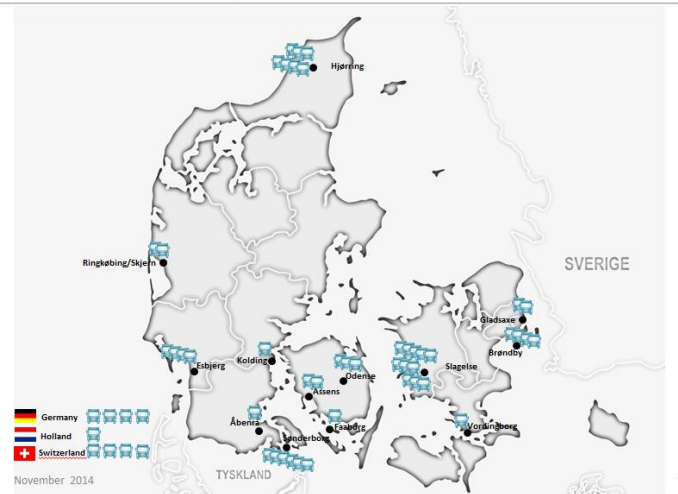 Hjørring
Ringkøbing/Skjern
SVERIGE
Gladsaxe
Brøndby
Kolding
Esbjerg
Slagelse
Odense
Assens
Germany
Åbenrå
Faaborg
Vordingborg
Holland
Sønderborg
Switzerland
TYSKLAND
November 2014